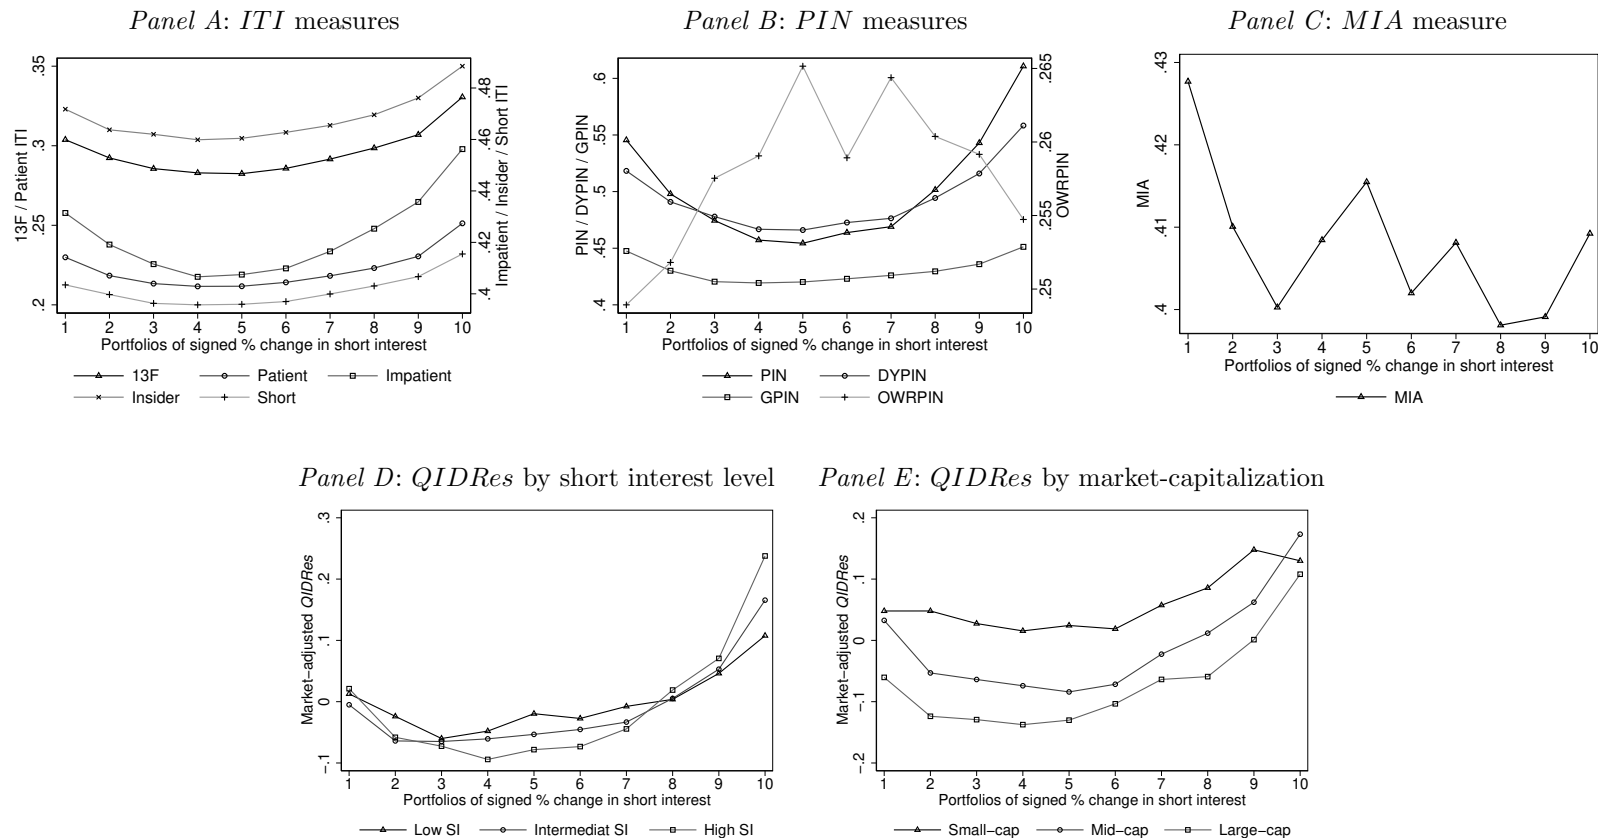 Panel A: ITI measures
.2 .25 .3 .35
13F / Patient ITI
.4 .42 .44 .46 .48
Impatient / Insider / Short ITI
1 2 3 4 5 6 7 8 9 10
Portfolios of signed % change in short interest
13F Patient Impatient
Insider Short
Panel B: PIN measures
.4 .45 .5 .55 .6
PIN / DYPIN / GPIN
.25 .255 .26 .265
OWRPIN
1 2 3 4 5 6 7 8 9 10
Portfolios of signed % change in short interest
PIN DYPIN
GPIN OWRPIN
Panel C: MIA measure
.4 .41 .42 .43
MIA
1 2 3 4 5 6 7 8 9 10
Portfolios of signed % change in short interest
MIA
Panel D: QIDRes by short interest level
−.1 0 .1 .2 .3
Market−adjusted QIDRes
1 2 3 4 5 6 7 8 9 10
Portfolios of signed % change in short interest
Low SI Intermediat SI High SI
Panel E: QIDRes by market-capitalization
−.2 −.1 0 .1 .2
Market−adjusted QIDRes
1 2 3 4 5 6 7 8 9 10
Portfolios of signed % change in short interest
Small−cap Mid−cap Large−cap